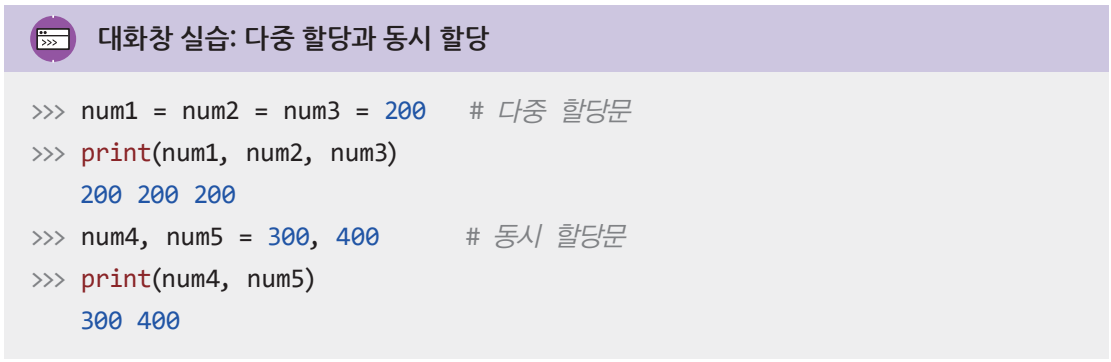 >>>
대화창 실습: 다중 할당과 동시 할당
>>> num1 = num2 = num3 = 200 # 다중 할당문
>>> print(num1, num2, num3)
200 200 200
>>> num4, num5 = 300, 400 # 동시 할당문
>>> print(num4, num5)
300 400